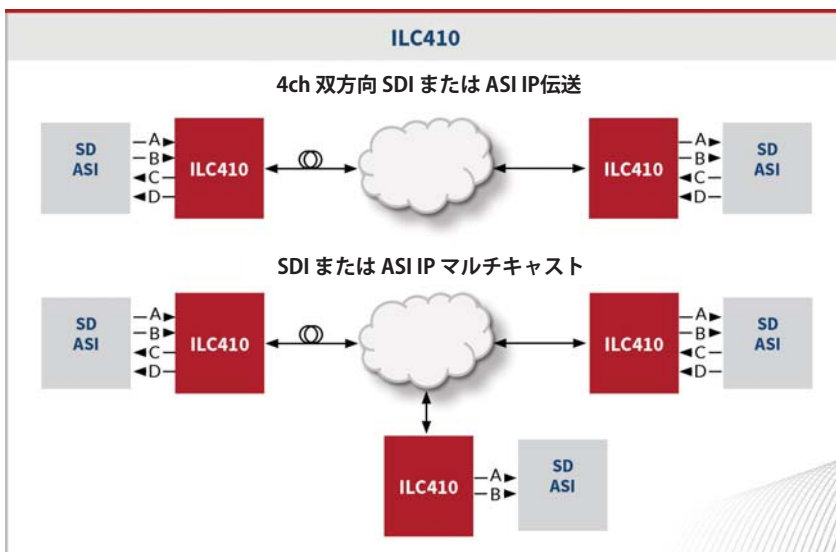 ILC410
4ch 双方向 SDI または ASI IP伝送
SD
ASI
A
B
C
D
ILC410
ILC410
A
B
C
D
SD
ASI
SDI または ASI IP マルチキャスト
SD
ASI
A
B
C
D
ILC410
ILC410
A
B
C
D
SD
ASI
ILC410
A
B
SD
ASI